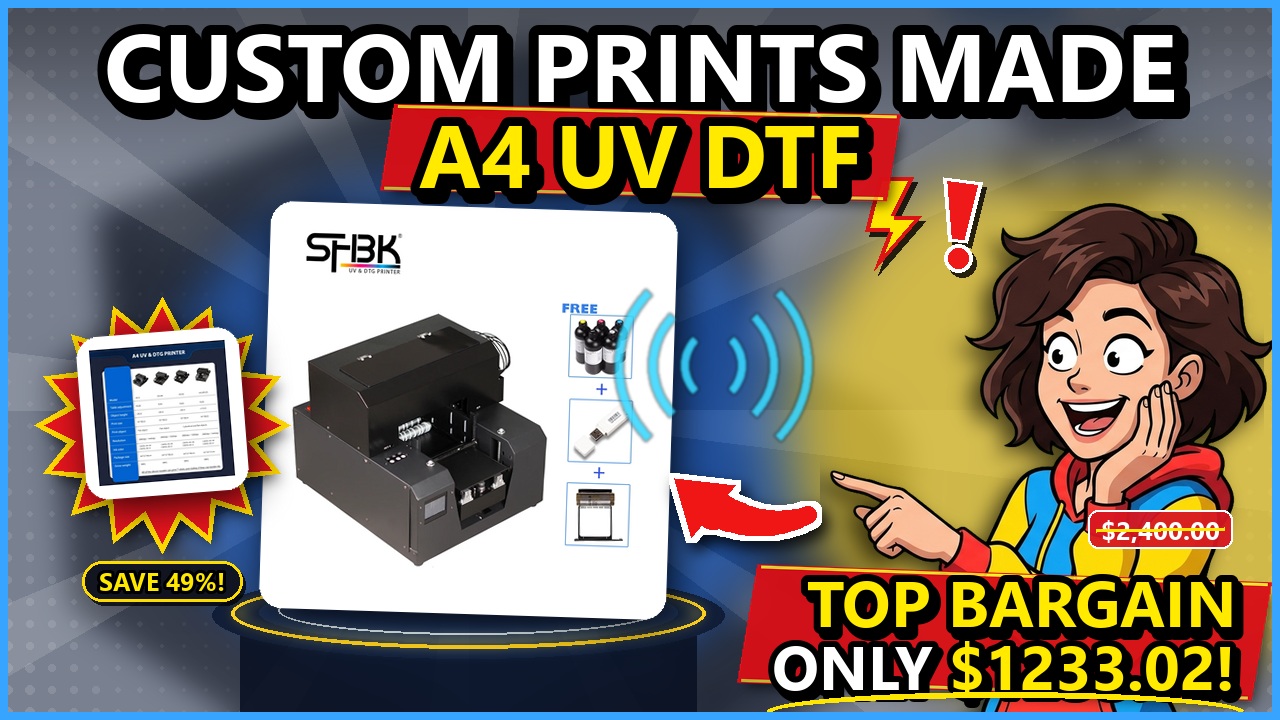 CUSTOM PRINTS MADE
A4 UV DTF
SFBK®
UV & DTG PRINTER
FREE
+
+
A4 UV & DTG PRINTER
SAVE 49%!
$2,400.00
TOP BARGAIN
ONLY $1233.02!